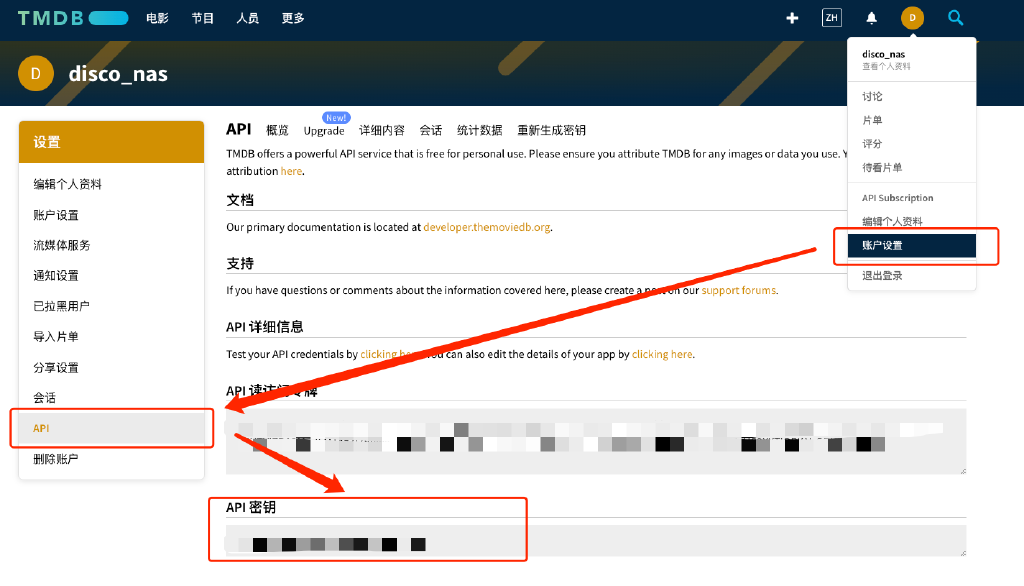 TMDB 电影 节目 人员 更多 ZH D
D disco_nas
disco_nas
查看个人资料
讨论
片单
评分
待看片单
API Subscription
编辑个人资料
账户设置
退出登录
设置
编辑个人资料
账户设置
流媒体服务
通知设置
已拉黑用户
导入片单
分享设置
会话
API
删除账户
New!
API 概览 Upgrade 详细内容 会话 统计数据 重新生成密钥
TMDB offers a powerful API service that is free for personal use. Please ensure you attribute TMDB for any images or data you use.
attribution here.
文档
Our primary documentation is located at developer.themoviedb.org.
支持
If you have questions or comments about the information covered here, please create a post on our support forums.
API 详细信息
Test your API credentials by clicking here. You can also edit the details of your app by clicking here.
API 读访问令牌
API 密钥